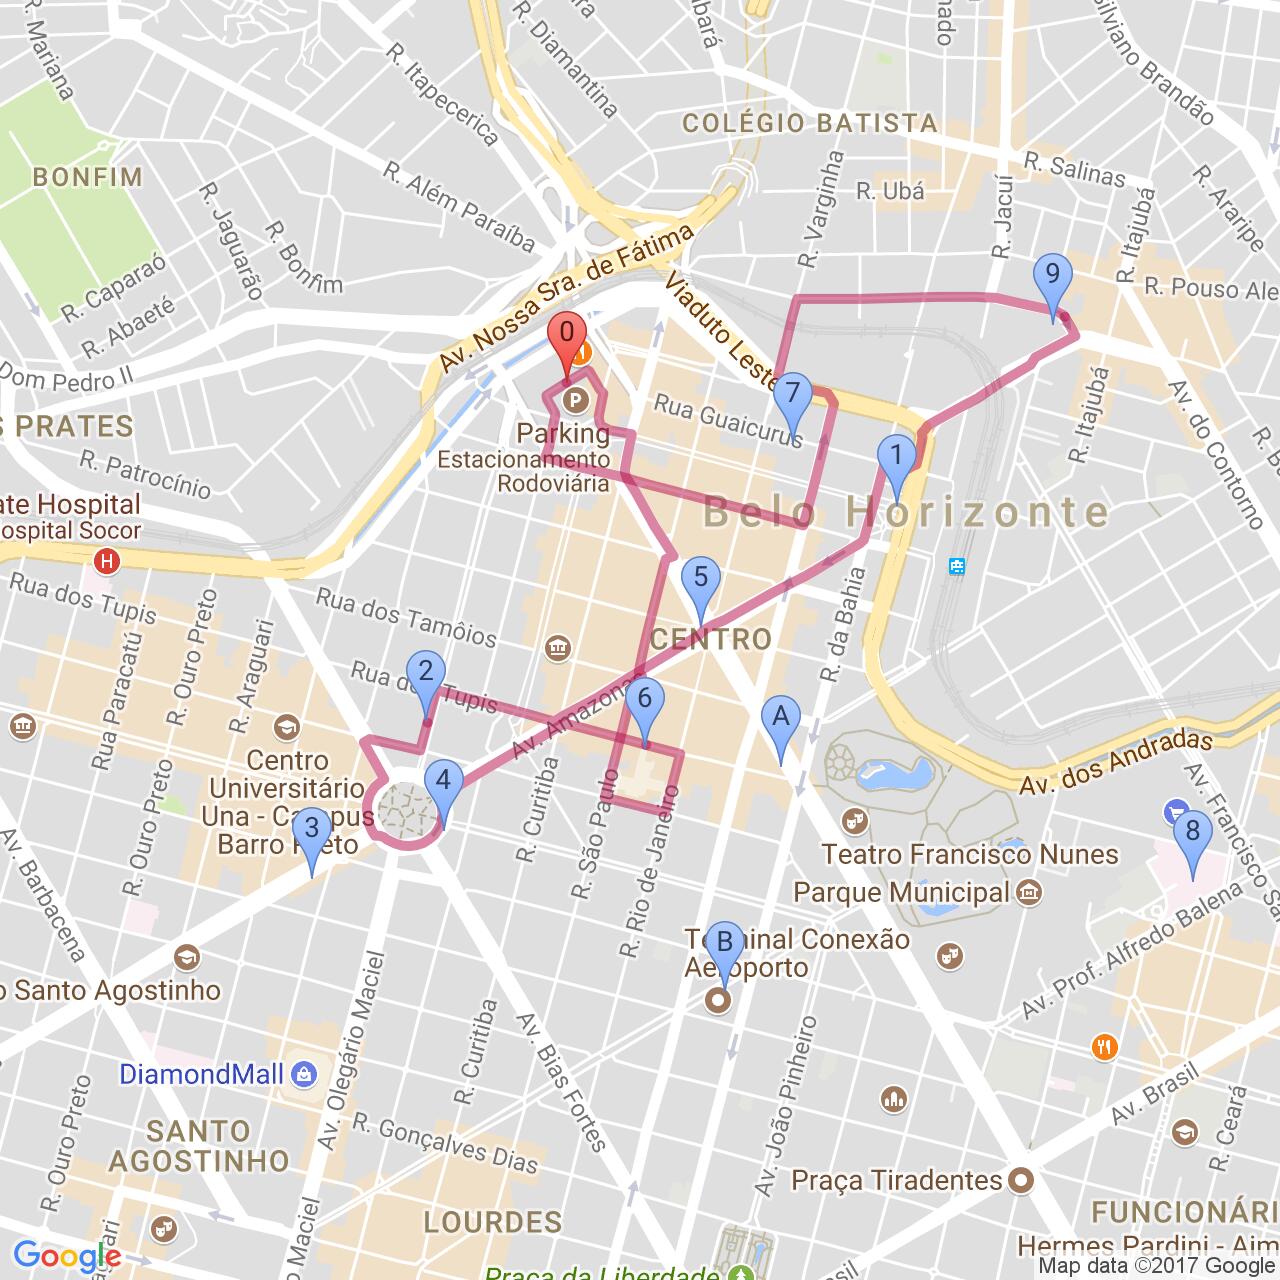 R. Mariana
R. Itapecerica
R. Diamantina
Silviano Brandão
COLÉGIO BATISTA
R. Salinas
BONFIM
R. Além Paraíba
R. Varginha
R. Ubá
R. Jacuí
R. Itajubá
R. Araripe
R. Jaguarão
R. Bonfim
R. Caparaó
R. Abaeté
Av. Nossa Sra. de Fátima
Viaduto Leste
R. Pouso Ale
9
0
Dom Pedro II
S PRATES
R. Patrocínio
P
Parking
Estacionamento
Rodoviária
Rua Guaicurus
7
1
R. Itajubá
Av. do Contorno
ate Hospital
ospital Socor
H
Belo Horizonte
Rua dos Tupis
R. Ouro Preto
Rua dos Tamôios
5
CENTRO
R. da Bahia
Rua Paracatú
R. Araguari
Rua dos Tupis
2
6
A
Av. Amazonas
Av. dos Andradas
Centro
Universitário
Una - Campus
Barro Preto
R. Ouro Preto
4
3
R. Curitiba
R. São Paulo
R. Rio de Janeiro
Teatro Francisco Nunes
Parque Municipal
8
Av. Francisco Sa
Av. Prof. Alfredo Balena
Av. Barbacena
B
Terminal Conexão
Aeroporto
o Santo Agostinho
R. Curitiba
Av. Olegário Maciel
Av. Bias Fortes
DiamondMall
R. Ouro Preto
SANTO
AGOSTINHO
R. Gonçalves Dias
Av. João Pinheiro
Av. Brasil
R. Ceará
Praça Tiradentes
LOURDES
FUNCIONÁRI
Hermes Pardini - Aim
Google
Praça da Liberdade
Map data ©2017 Google